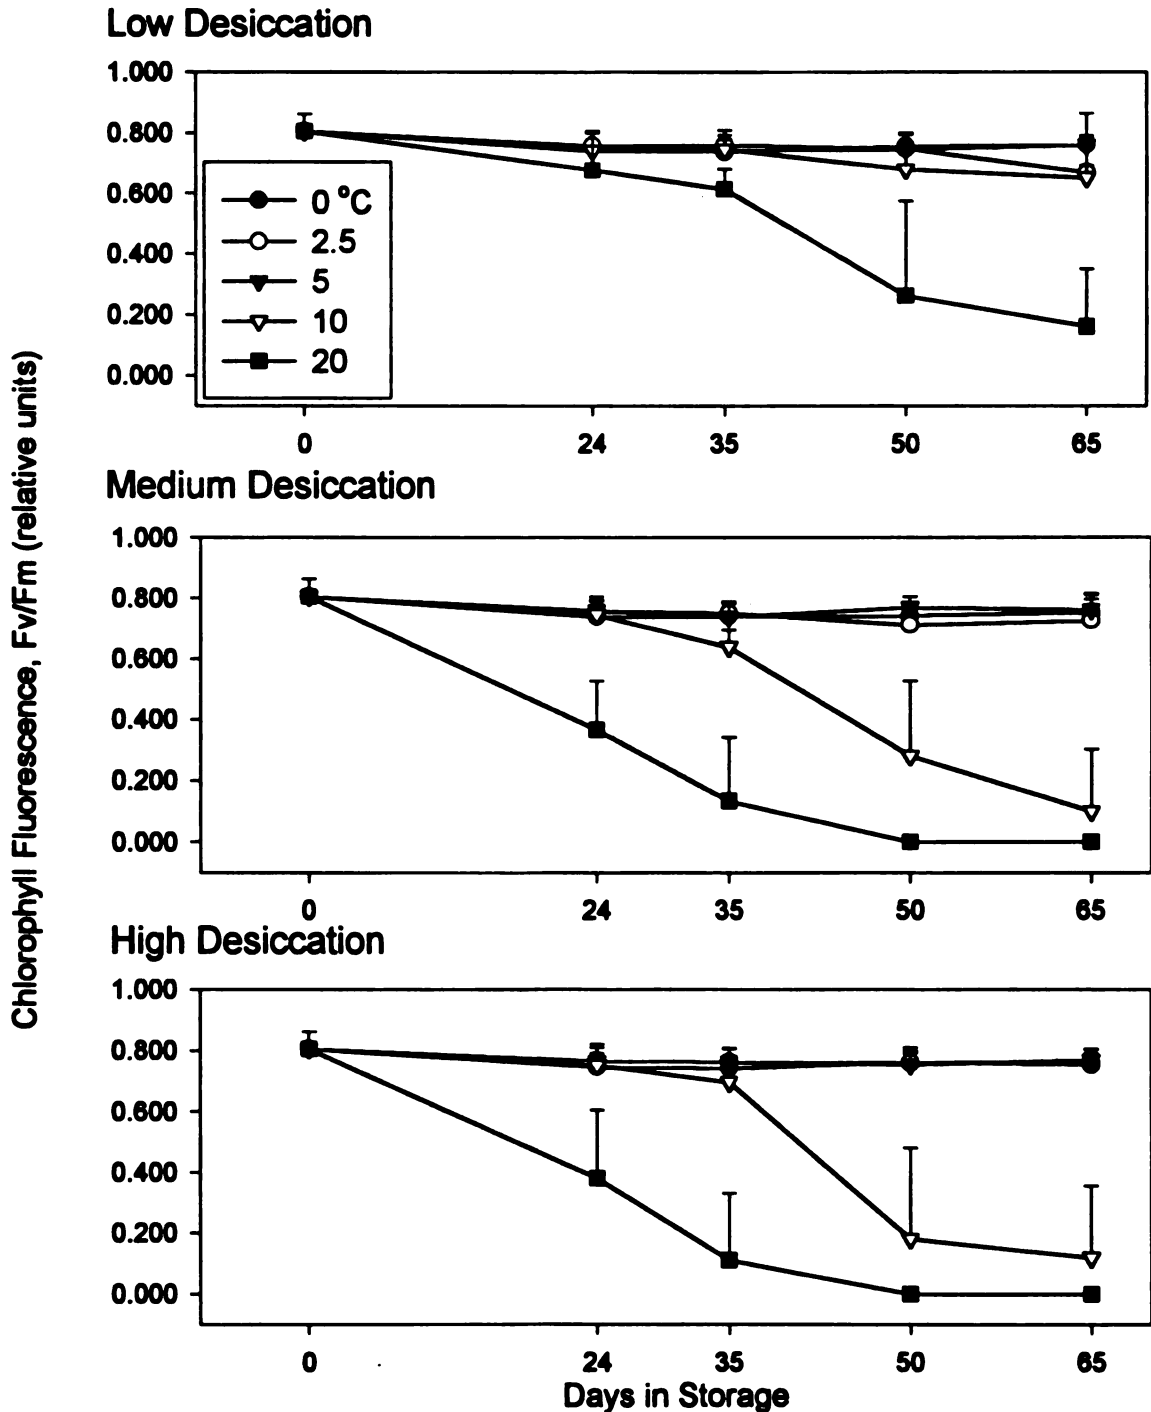 Low Desiccation
1.000
0.800
0.600
0.400
0.200
0.000
0 °C
2.5
5
10
20
0 24 35 50 65
Chlorophyll Fluorescence, Fv/Fm (relative units)
Medium Desiccation
1.000
0.800
0.600
0.400
0.200
0.000
0 24 35 50 65
High Desiccation
1.000
0.800
0.600
0.400
0.200
0.000
0 24 35 50 65
Days in Storage